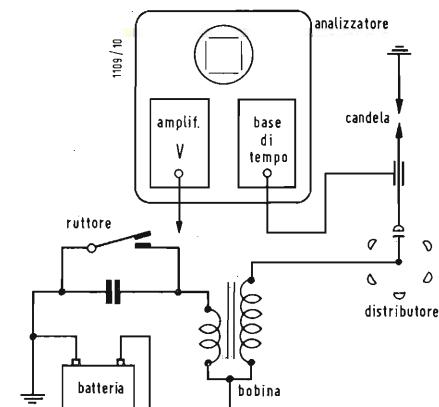 analizzatore
1109/10
amplif.
V
base
di
tempo
candela
ruttore
distributore
batteria
bobina